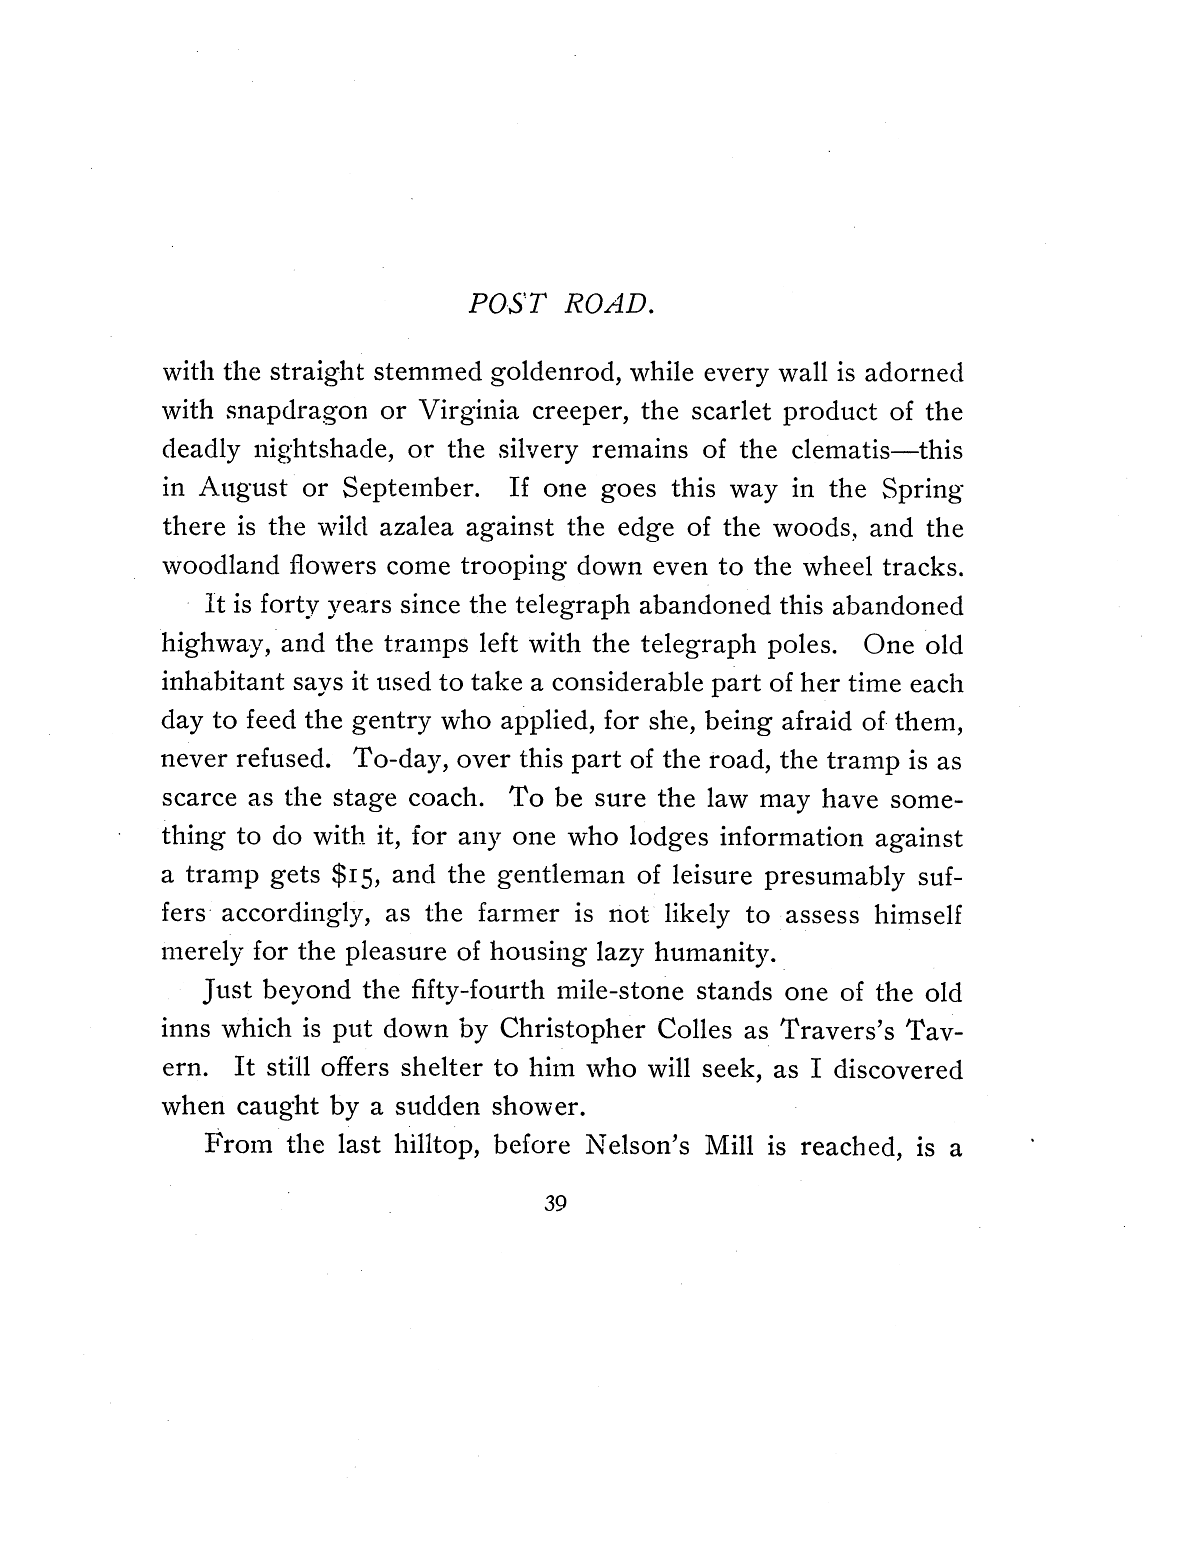 POST ROAD.
with the straight stemmed goldenrod, while every wall is adorned
with snapdragon or Virginia creeper, the scarlet product of the
deadly nightshade, or the silvery remains of the clematis—this
in August or September. If one goes this way in the Spring
there is the wild azalea against the edge of the woods, and the
woodland flowers come trooping down even to the wheel tracks.
It is forty years since the telegraph abandoned this abandoned
highway, and the tramps left with the telegraph poles. One old
inhabitant says it used to take a considerable part of her time each
day to feed the gentry who applied, for she, being afraid of them,
never refused. To-day, over this part of the road, the tramp is as
scarce as the stage coach. To be sure the law may have some-
thing to do with it, for any one who lodges information against
a tramp gets $15, and the gentleman of leisure presumably suf-
fers accordingly, as the farmer is not likely to assess himself
merely for the pleasure of housing lazy humanity.
Just beyond the fifty-fourth mile-stone stands one of the old
inns which is put down by Christopher Colles as Travers's Tav-
ern. It still offers shelter to him who will seek, as I discovered
when caught by a sudden shower.
From the last hilltop, before Nelson's Mill is reached, is a
39